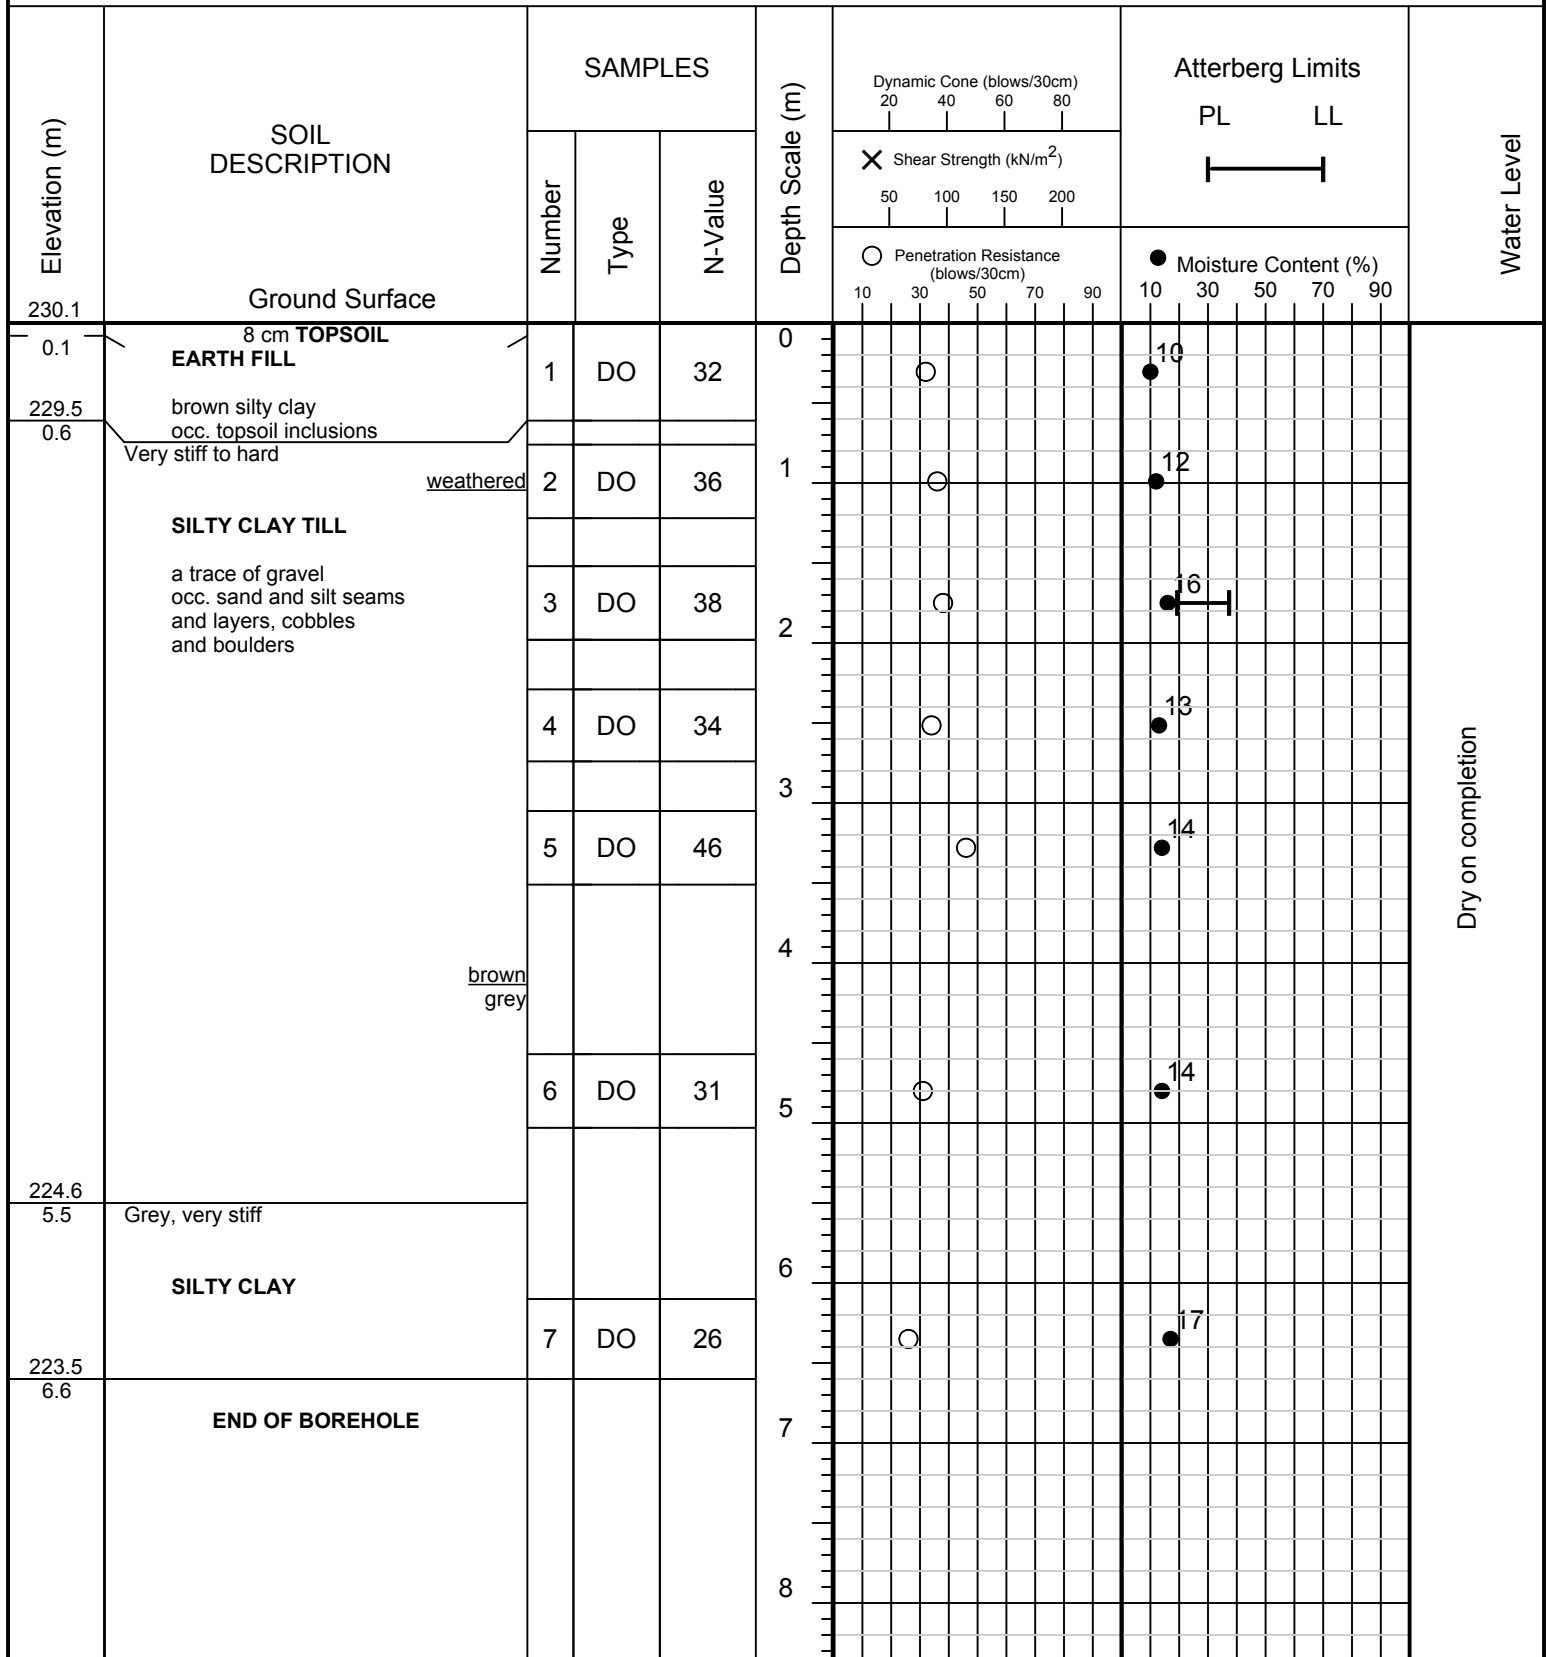 Elevation (m)
SOIL
DESCRIPTION
Ground Surface
SAMPLES
Number
Type
N-Value
Depth Scale (m)
Dynamic Cone (blows/30cm)
20 40 60 80
Shear Strength (kN/m2)
50 100 150 200
Penetration Resistance
(blows/30cm)
10 30 50 70 90
Atterberg Limits
PL LL
Moisture Content (%)
10 30 50 70 90
Water Level
230.1
8 cm TOPSOIL
0
0.1
EARTH FILL
1 DO 32
10
229.5
brown silty clay
0.6
occ. topsoil inclusions
Very stiff to hard
1
12
weathered
2 DO 36
SILTY CLAY TILL
a trace of gravel
16
occ. sand and silt seams
3 DO 38
and layers, cobbles
2
and boulders
13
4 DO 34
3
14
5 DO 46
Dry on completion
4
brown
grey
14
6 DO 31
5
224.6
5.5
Grey, very stiff
6
SILTY CLAY
17
7 DO 26
223.5
6.6
END OF BOREHOLE
7
8